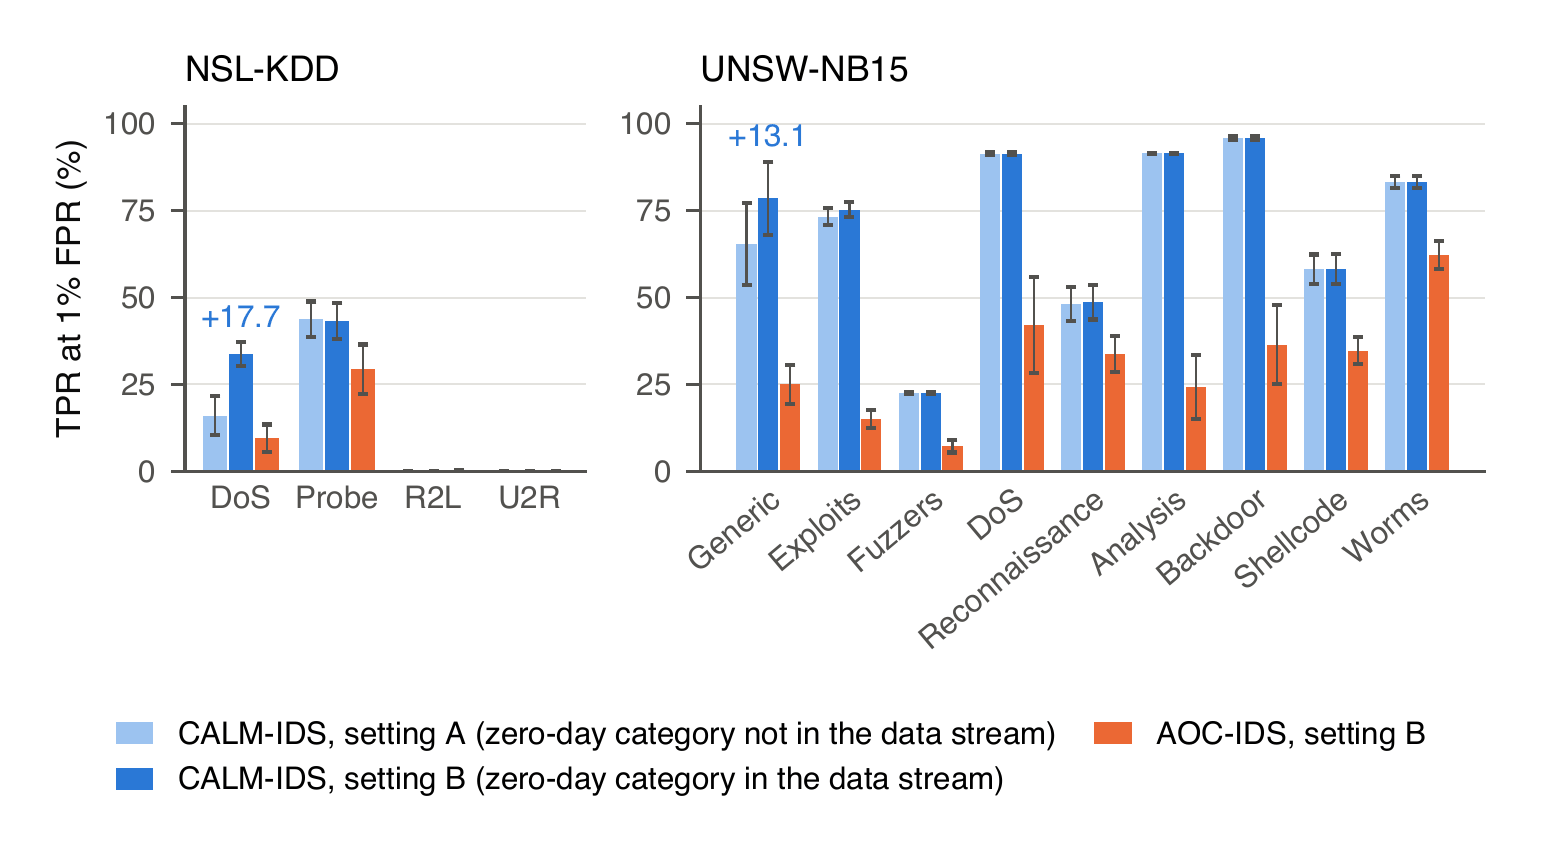 NSL-KDD
UNSW-NB15
TPR at 1% FPR (%)
100
75
50
25
0
+17.7
DoS
Probe
R2L
U2R
100
75
50
25
0
+13.1
Generic
Exploits
Fuzzers
DoS
Reconnaissance
Analysis
Backdoor
Shellcode
Worms
CALM-IDS, setting A (zero-day category not in the data stream)
AOC-IDS, setting B
CALM-IDS, setting B (zero-day category in the data stream)